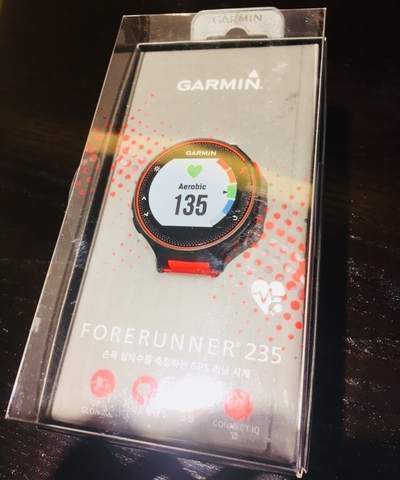 GARMIN
GARMIN
Aerobic
135
FORERUNNER 235
손목 심박수를 측정하는 GPS 러닝 시계
CONNECT IQ
앱